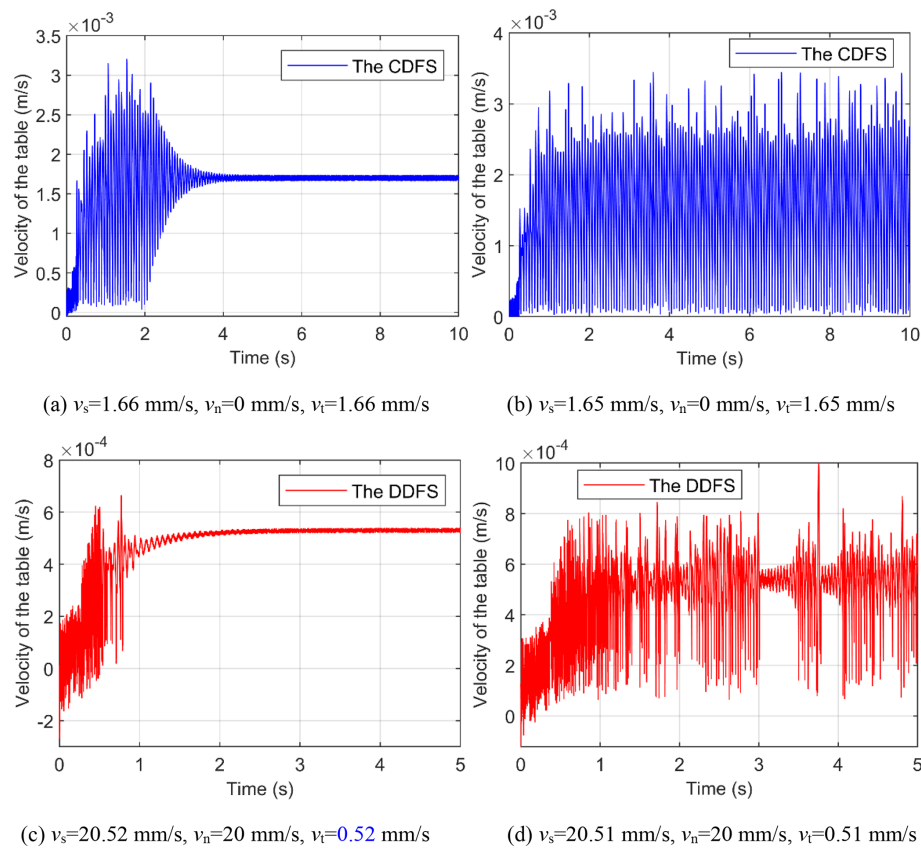 ×10⁻³
3.5
3
2.5
2
1.5
1
0.5
0
Velocity of the table (m/s)
The CDFS
0 2 4 6 8 10
Time (s)
(a) vs=1.66 mm/s, vn=0 mm/s, vt=1.66 mm/s
×10⁻³
4
3
2
1
0
Velocity of the table (m/s)
The CDFS
0 2 4 6 8 10
Time (s)
(b) vs=1.65 mm/s, vn=0 mm/s, vt=1.65 mm/s
×10⁻⁴
8
6
4
2
0
-2
Velocity of the table (m/s)
The DDFS
0 1 2 3 4 5
Time (s)
(c) vs=20.52 mm/s, vn=20 mm/s, vt=0.52 mm/s
×10⁻⁴
10
8
6
4
2
0
Velocity of the table (m/s)
The DDFS
0 1 2 3 4 5
Time (s)
(d) vs=20.51 mm/s, vn=20 mm/s, vt=0.51 mm/s